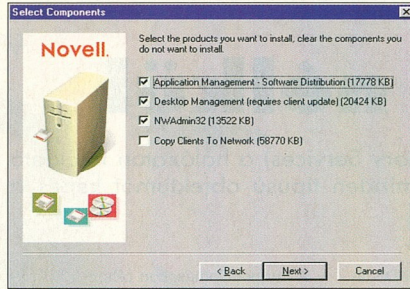 Select Components
Novell.
Select the products you want to install, clear the components you
do not want to install.
Application Management - Software Distribution (17778 KB)
Desktop Management (requires client update) (20424 KB)
NWAdmin32 (13522 KB)
Copy Clients To Network (58770 KB)
< Back
Next >
Cancel